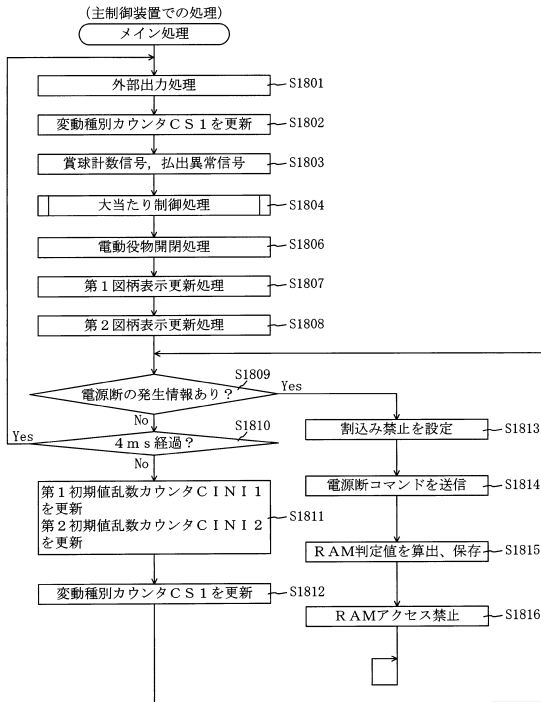 (主制御装置での処理)
メイン処理
外部出力処理
S1801
変動種別カウンタCS1を更新
S1802
賞球計数信号,払出異常信号
S1803
大当たり制御処理
S1804
電動役物開閉処理
S1806
第1図柄表示更新処理
S1807
第2図柄表示更新処理
S1808
電源断の発生情報あり?
S1809
Yes
No
4ms経過?
S1810
Yes
No
第1初期値乱数カウンタCINI1
を更新
第2初期値乱数カウンタCINI2
を更新
S1811
変動種別カウンタCS1を更新
S1812
割込み禁止を設定
S1813
電源断コマンドを送信
S1814
RAM判定値を算出、保存
S1815
RAMアクセス禁止
S1816